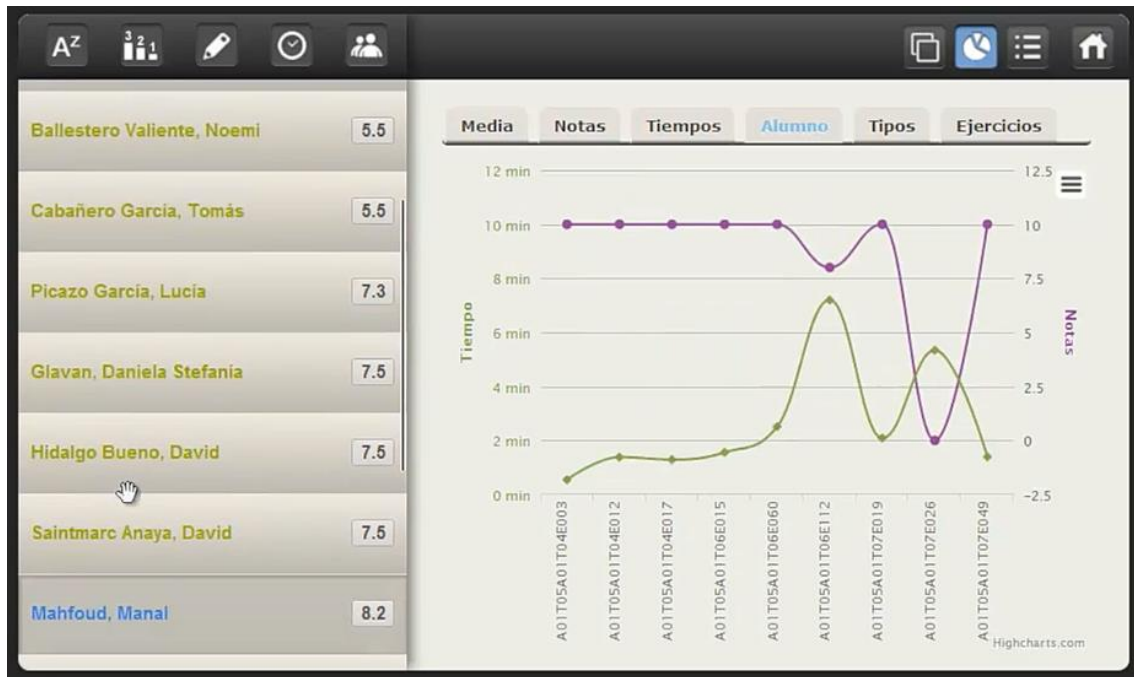 AZ
3 2 1
Ballestero Valiente, Noemi 5.5
Cabañero García, Tomás 5.5
Picazo García, Lucía 7.3
Glavan, Daniela Stefanía 7.5
Hidalgo Bueno, David 7.5
Saintmarc Anaya, David 7.5
Mahfoud, Manal 8.2
Media Notas Tiempos Alumno Tipos Ejercicios
12 min 12.5
10 min 10
8 min 7.5
6 min 5
4 min 2.5
2 min 0
0 min -2.5
Tiempo
Notas
A01T05A01T04E003
A01T05A01T04E012
A01T05A01T04E017
A01T05A01T06E015
A01T05A01T06E060
A01T05A01T06E112
A01T05A01T07E019
A01T05A01T07E026
A01T05A01T07E049
Highcharts.com